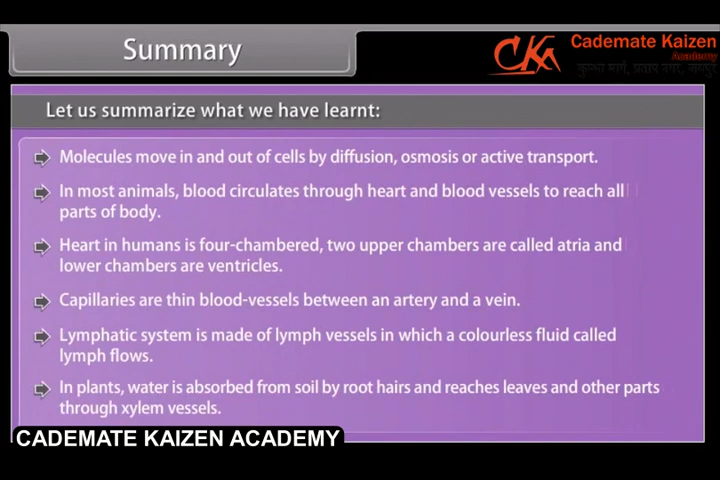 Summary
Cademate Kaizen
Academy
Let us summarize what we have learnt:
Molecules move in and out of cells by diffusion, osmosis or active transport.
In most animals, blood circulates through heart and blood vessels to reach all
parts of body.
Heart in humans is four-chambered, two upper chambers are called atria and
lower chambers are ventricles.
Capillaries are thin blood-vessels between an artery and a vein.
Lymphatic system is made of lymph vessels in which a colourless fluid called
lymph flows.
In plants, water is absorbed from soil by root hairs and reaches leaves and other parts
through xylem vessels.
CADEMATE KAIZEN ACADEMY